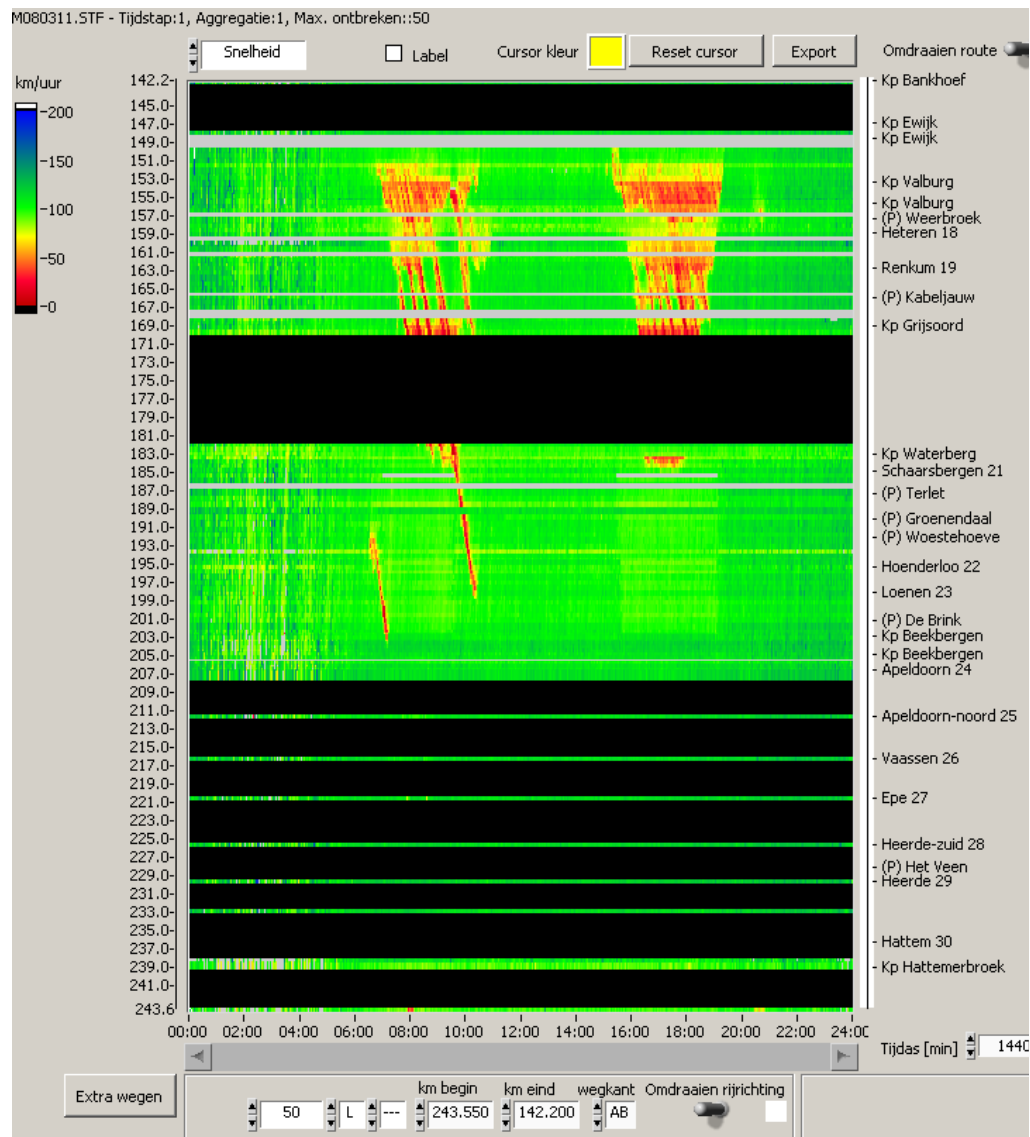 M080311.STF - Tijdstap:1, Aggregatie:1, Max. ontbreken::50
Snelheid
Label
Cursor kleur
Reset cursor
Export
Omdraaien route
km/uur
200
150
100
50
0
142.2
145.0
147.0
149.0
151.0
153.0
155.0
157.0
159.0
161.0
163.0
165.0
167.0
169.0
171.0
173.0
175.0
177.0
179.0
181.0
183.0
185.0
187.0
189.0
191.0
193.0
195.0
197.0
199.0
201.0
203.0
205.0
207.0
209.0
211.0
213.0
215.0
217.0
219.0
221.0
223.0
225.0
227.0
229.0
231.0
233.0
235.0
237.0
239.0
241.0
243.6
Kp Bankhoef
Kp Ewijk
Kp Ewijk
Kp Valburg
Kp Valburg
(P) Weerbroek
Heteren 18
Renkum 19
(P) Kabeljauw
Kp Grijsoord
Kp Waterberg
Schaarsbergen 21
(P) Terlet
(P) Groenendaal
(P) Woestehoeve
Hoenderloo 22
Loenen 23
(P) De Brink
Kp Beekbergen
Kp Beekbergen
Apeldoorn 24
Apeldoorn-noord 25
Vaassen 26
Epe 27
Heerde-zuid 28
(P) Het Veen
Heerde 29
Hattem 30
Kp Hattemerbroek
00:00 02:00 04:00 06:00 08:00 10:00 12:00 14:00 16:00 18:00 20:00 22:00 24:00
Tijdas [min] 1440
Extra wegen
km begin km eind wegkant Omdraaien rijrichting
50 L --- 243.550 142.200 AB